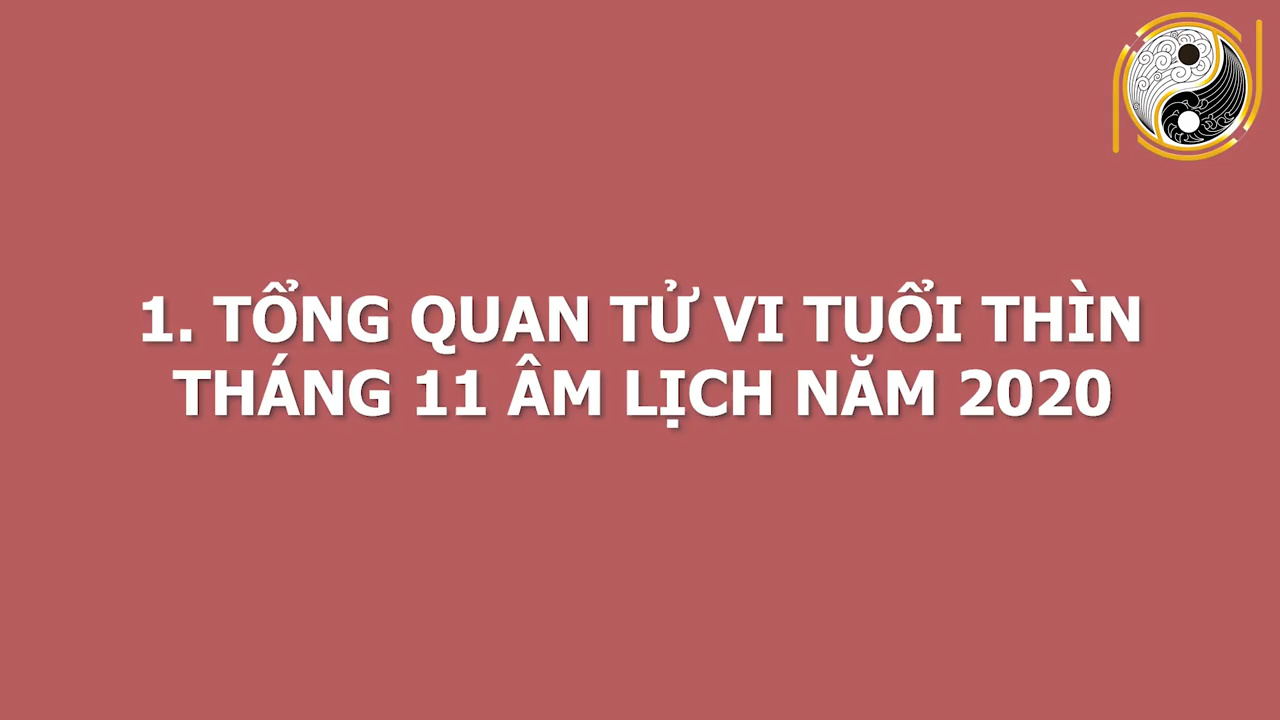 1. TỔNG QUAN TỬ VI TUỔI THÌN
THÁNG 11 ÂM LỊCH NĂM 2020